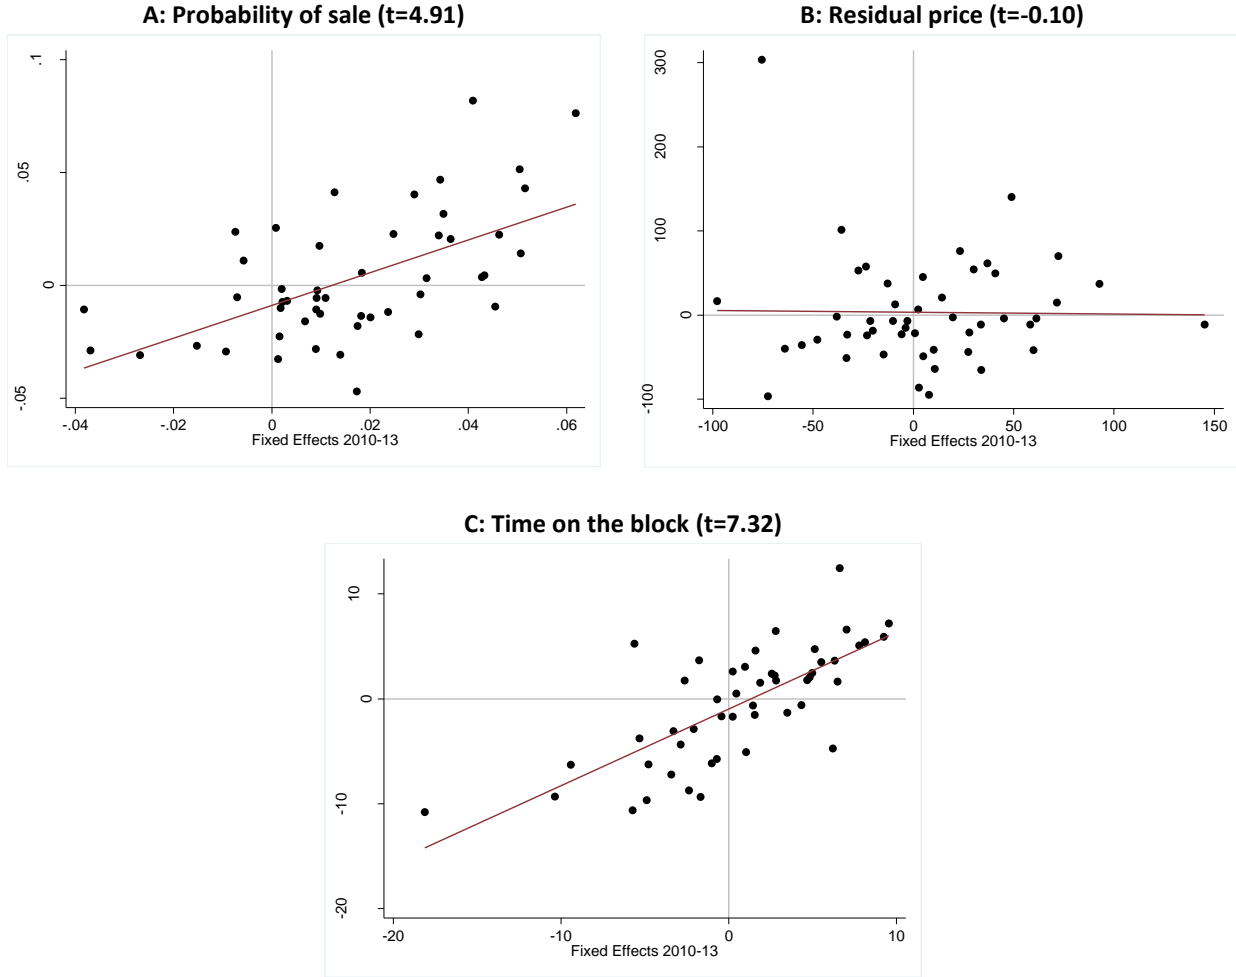 A: Probability of sale (t=4.91)
.1
.05
0
-.05
-.04 -.02 0 .02 .04 .06
Fixed Effects 2010-13
B: Residual price (t=-0.10)
300
200
100
0
-100
-100 -50 0 50 100 150
Fixed Effects 2010-13
C: Time on the block (t=7.32)
10
0
-10
-20
-20 -10 0 10
Fixed Effects 2010-13